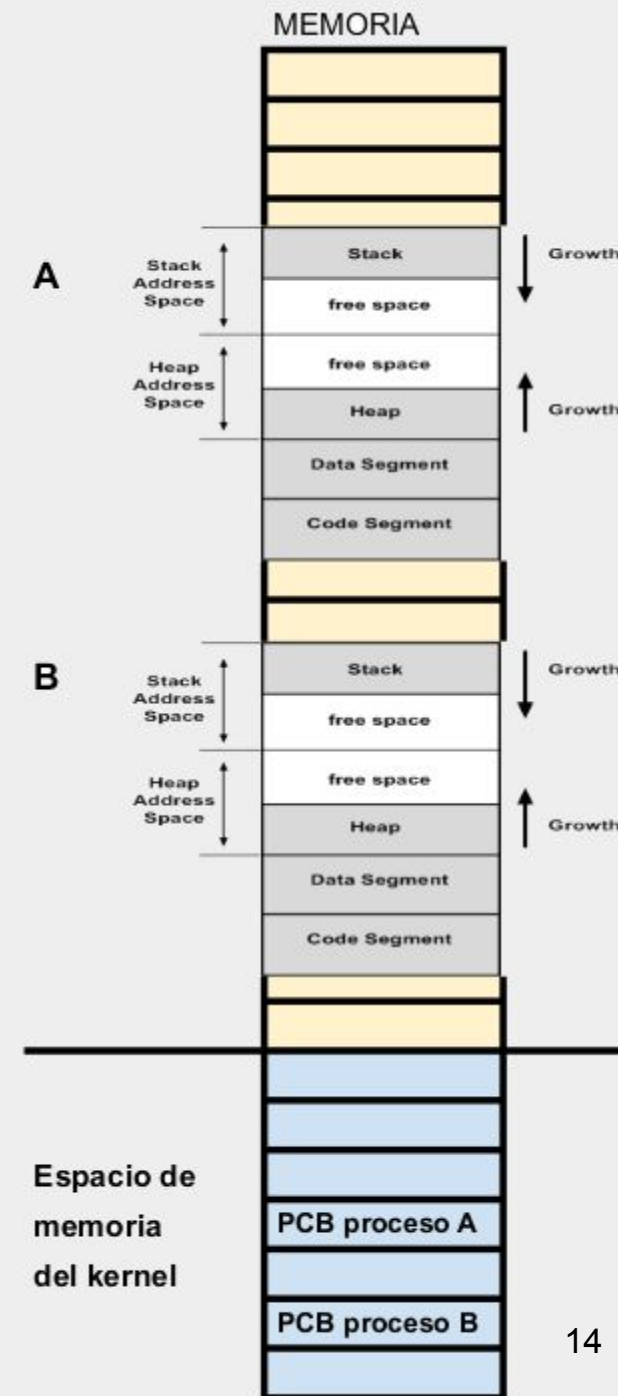 MEMORIA
A
Stack
Address
Space
Stack
Growth
free space
Heap
Address
Space
free space
Heap
Growth
Data Segment
Code Segment
B
Stack
Address
Space
Stack
Growth
free space
Heap
Address
Space
free space
Heap
Growth
Data Segment
Code Segment
Espacio de
memoria
del kernel
PCB proceso A
PCB proceso B
14